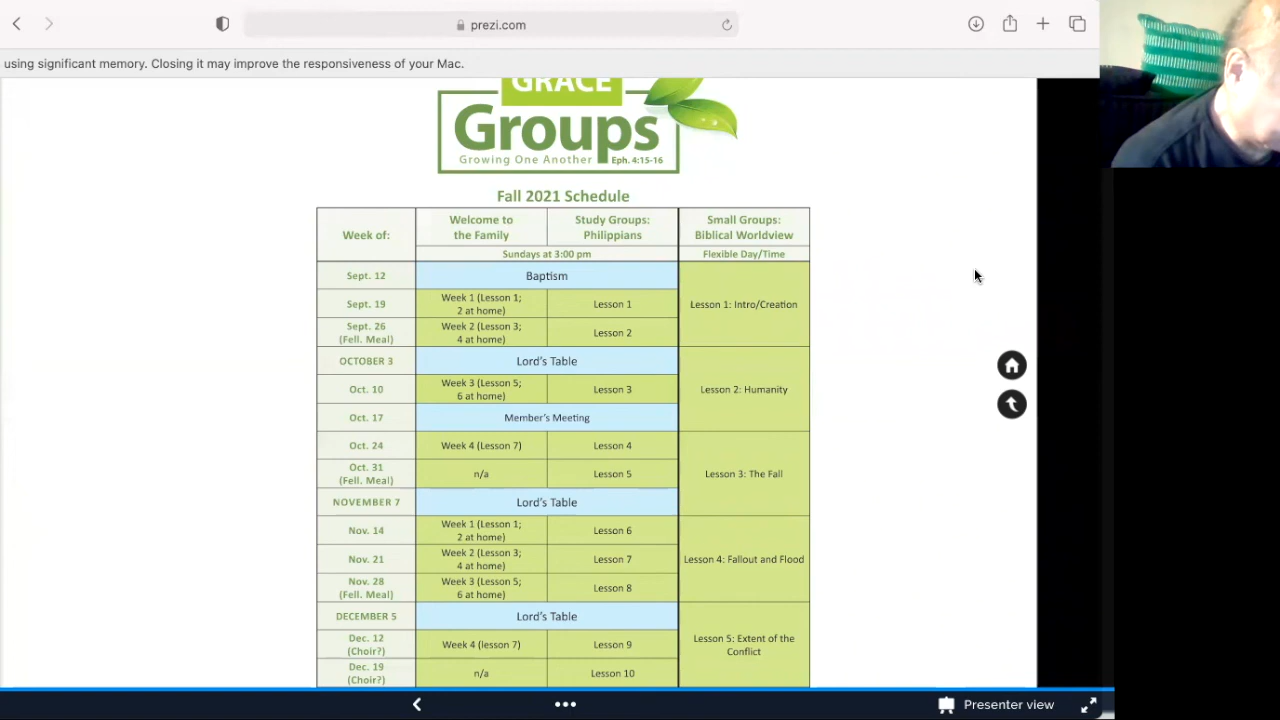 prezi.com
using significant memory. Closing it may improve the responsiveness of your Mac.
GRACE
Groups
Growing One Another Eph. 4:15-16
Fall 2021 Schedule
Week of:
Welcome to
the Family
Study Groups:
Philippians
Small Groups:
Biblical Worldview
Sundays at 3:00 pm
Flexible Day/Time
Sept. 12
Baptism
Lesson 1: Intro/Creation
Sept. 19
Week 1 (Lesson 1;
2 at home)
Lesson 1
Sept. 26
(Fell. Meal)
Week 2 (Lesson 3;
4 at home)
Lesson 2
OCTOBER 3
Lord's Table
Lesson 2: Humanity
Oct. 10
Week 3 (Lesson 5;
6 at home)
Lesson 3
Oct. 17
Member's Meeting
Oct. 24
Week 4 (Lesson 7)
Lesson 4
Lesson 3: The Fall
Oct. 31
(Fell. Meal)
n/a
Lesson 5
NOVEMBER 7
Lord's Table
Nov. 14
Week 1 (Lesson 1;
2 at home)
Lesson 6
Lesson 4: Fallout and Flood
Nov. 21
Week 2 (Lesson 3;
4 at home)
Lesson 7
Nov. 28
(Fell. Meal)
Week 3 (Lesson 5;
6 at home)
Lesson 8
DECEMBER 5
Lord's Table
Lesson 5: Extent of the
Conflict
Dec. 12
(Choir?)
Week 4 (lesson 7)
Lesson 9
Dec. 19
(Choir?)
n/a
Lesson 10
Presenter view